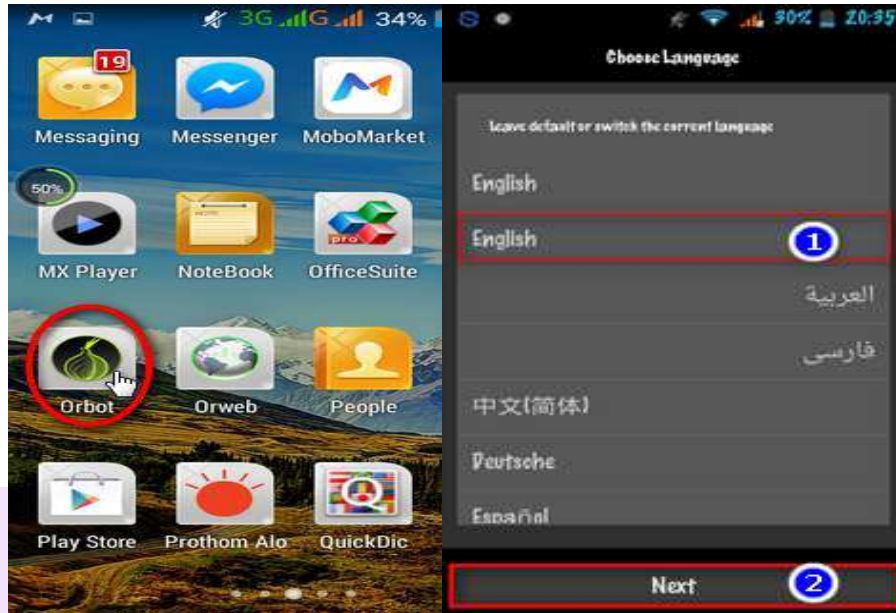 3G G 34%
19
Messaging Messenger MoboMarket
50%
NOTE
pro
MX Player NoteBook OfficeSuite
Orbot Orweb People
Q
Play Store Prothom Alo QuickDic
30% 20:35
Choose Language
Leave default or switch the current language
English
English 1
العربية
فارسی
中文(简体)
Deutsche
Español
Next 2